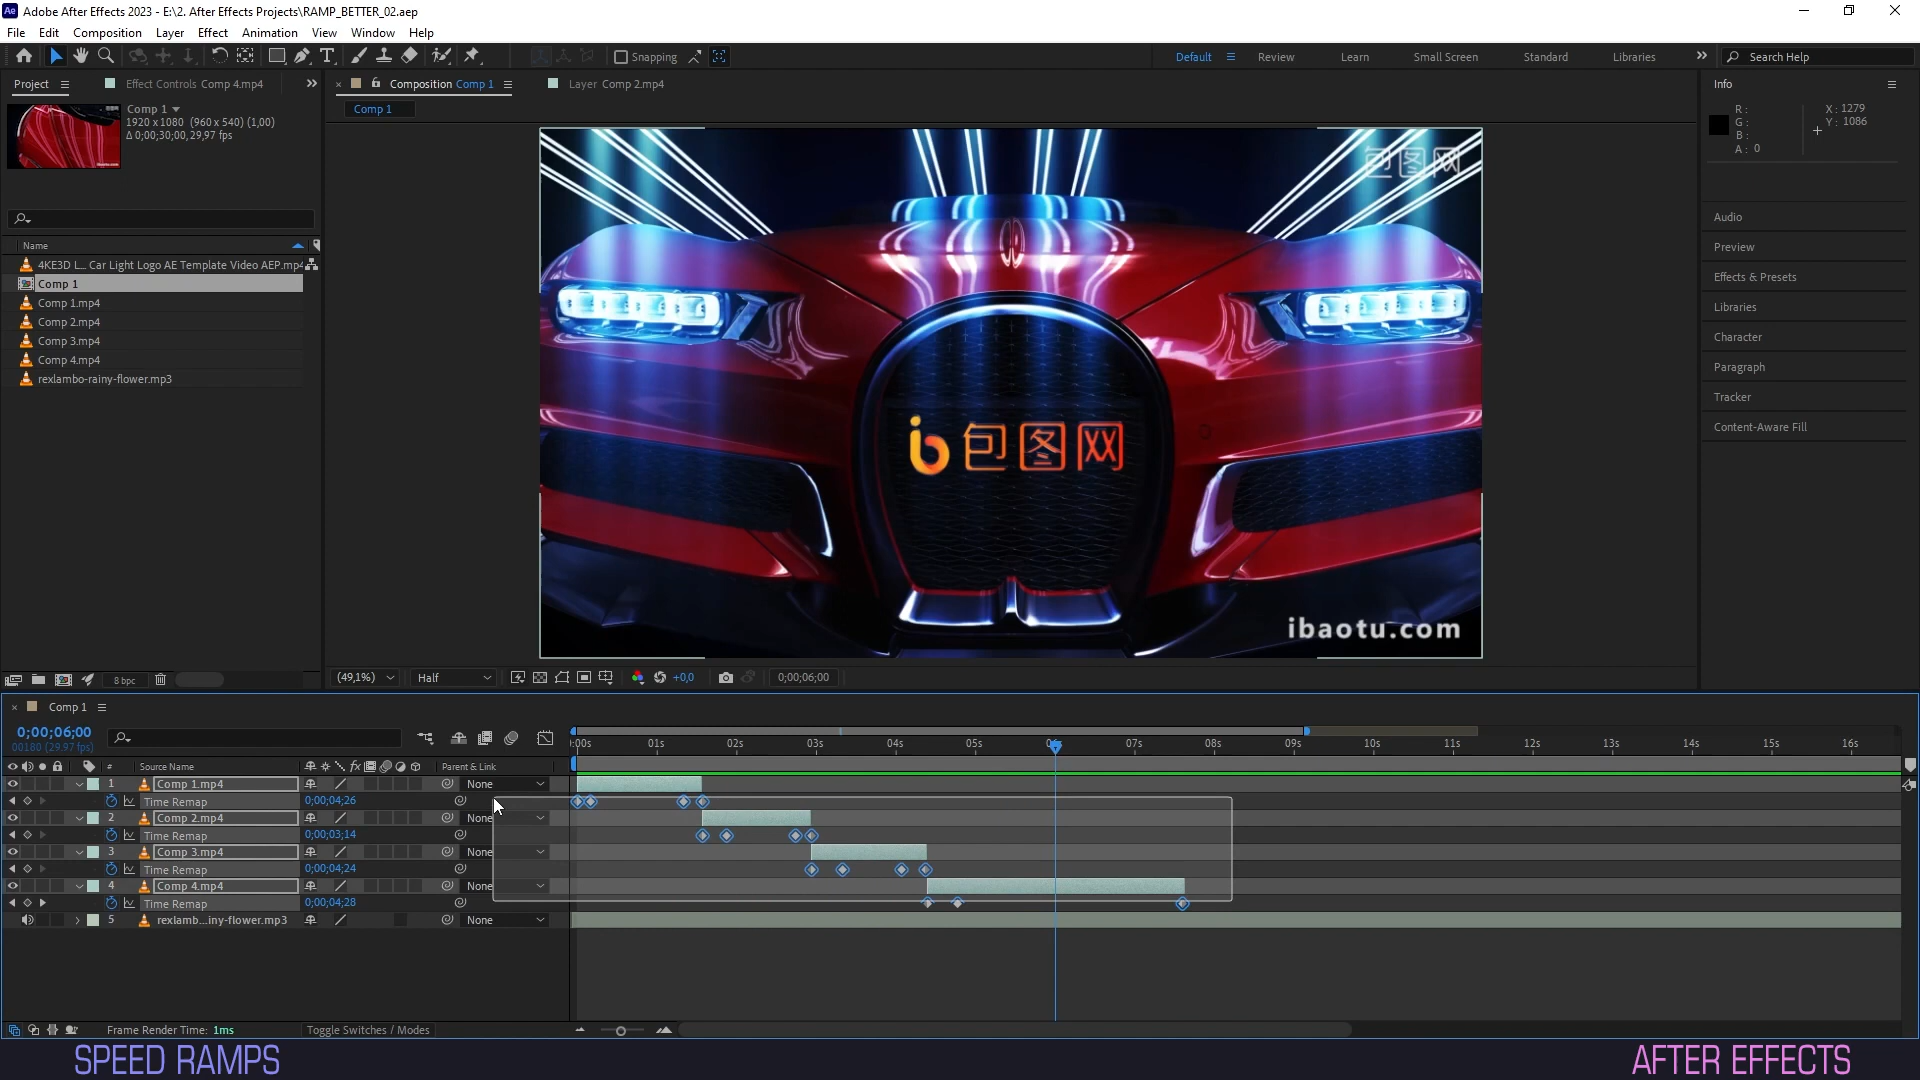 Adobe After Effects 2023 - E:\2. After Effects Projects\RAMP_BETTER_02.aep
File Edit Composition Layer Effect Animation View Window Help
Snapping
Default Review Learn Small Screen Standard Libraries Search Help
Project Effect Controls Comp 4.mp4
Composition Comp 1 Layer Comp 2.mp4
Info
Comp 1
1920 x 1080 (960 x 540) (1,00)
Δ 0;00;30;00, 29,97 fps
Comp 1
R :
G :
B :
A : 0
X : 1279
Y : 1086
包图网
Name
4KE3D L... Car Light Logo AE Template Video AEP.mp4
Comp 1
Comp 1.mp4
Comp 2.mp4
Comp 3.mp4
Comp 4.mp4
rexlambo-rainy-flower.mp3
Audio
Preview
Effects & Presets
Libraries
Character
Paragraph
Tracker
Content-Aware Fill
包图网
ibaotu.com
8 bpc
(49,1%) Half +0,0 0;00;06;00
Comp 1
0;00;06;00
00180 (29.97 fps)
:00s 01s 02s 03s 04s 05s 07s 08s 09s 10s 11s 12s 13s 14s 15s 16s
# Source Name fx Parent & Link
1 Comp 1.mp4 None
Time Remap 0;00;04;26
2 Comp 2.mp4 None
Time Remap 0;00;03;14
3 Comp 3.mp4 None
Time Remap 0;00;04;24
4 Comp 4.mp4 None
Time Remap 0;00;04;28
5 rexlamb...iny-flower.mp3 None
Frame Render Time: 1ms Toggle Switches / Modes
SPEED RAMPS
AFTER EFFECTS